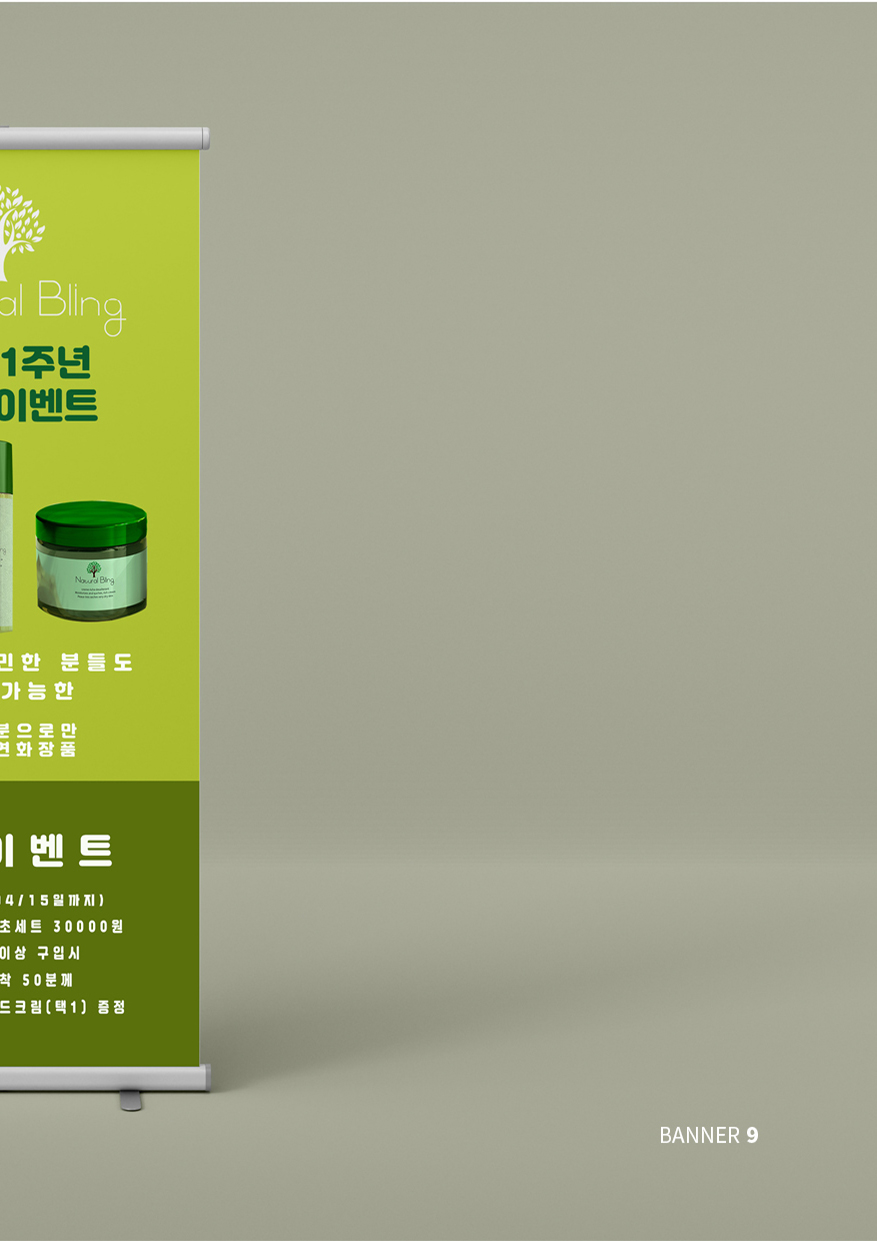 al Bling
1주년
이벤트
Natural Bling
민한 분들도
가능한
분으로만
연화장품
이벤트
04/15일까지)
초세트 30000원
이상 구입시
착 50분께
드크림(택1) 증정
BANNER 9